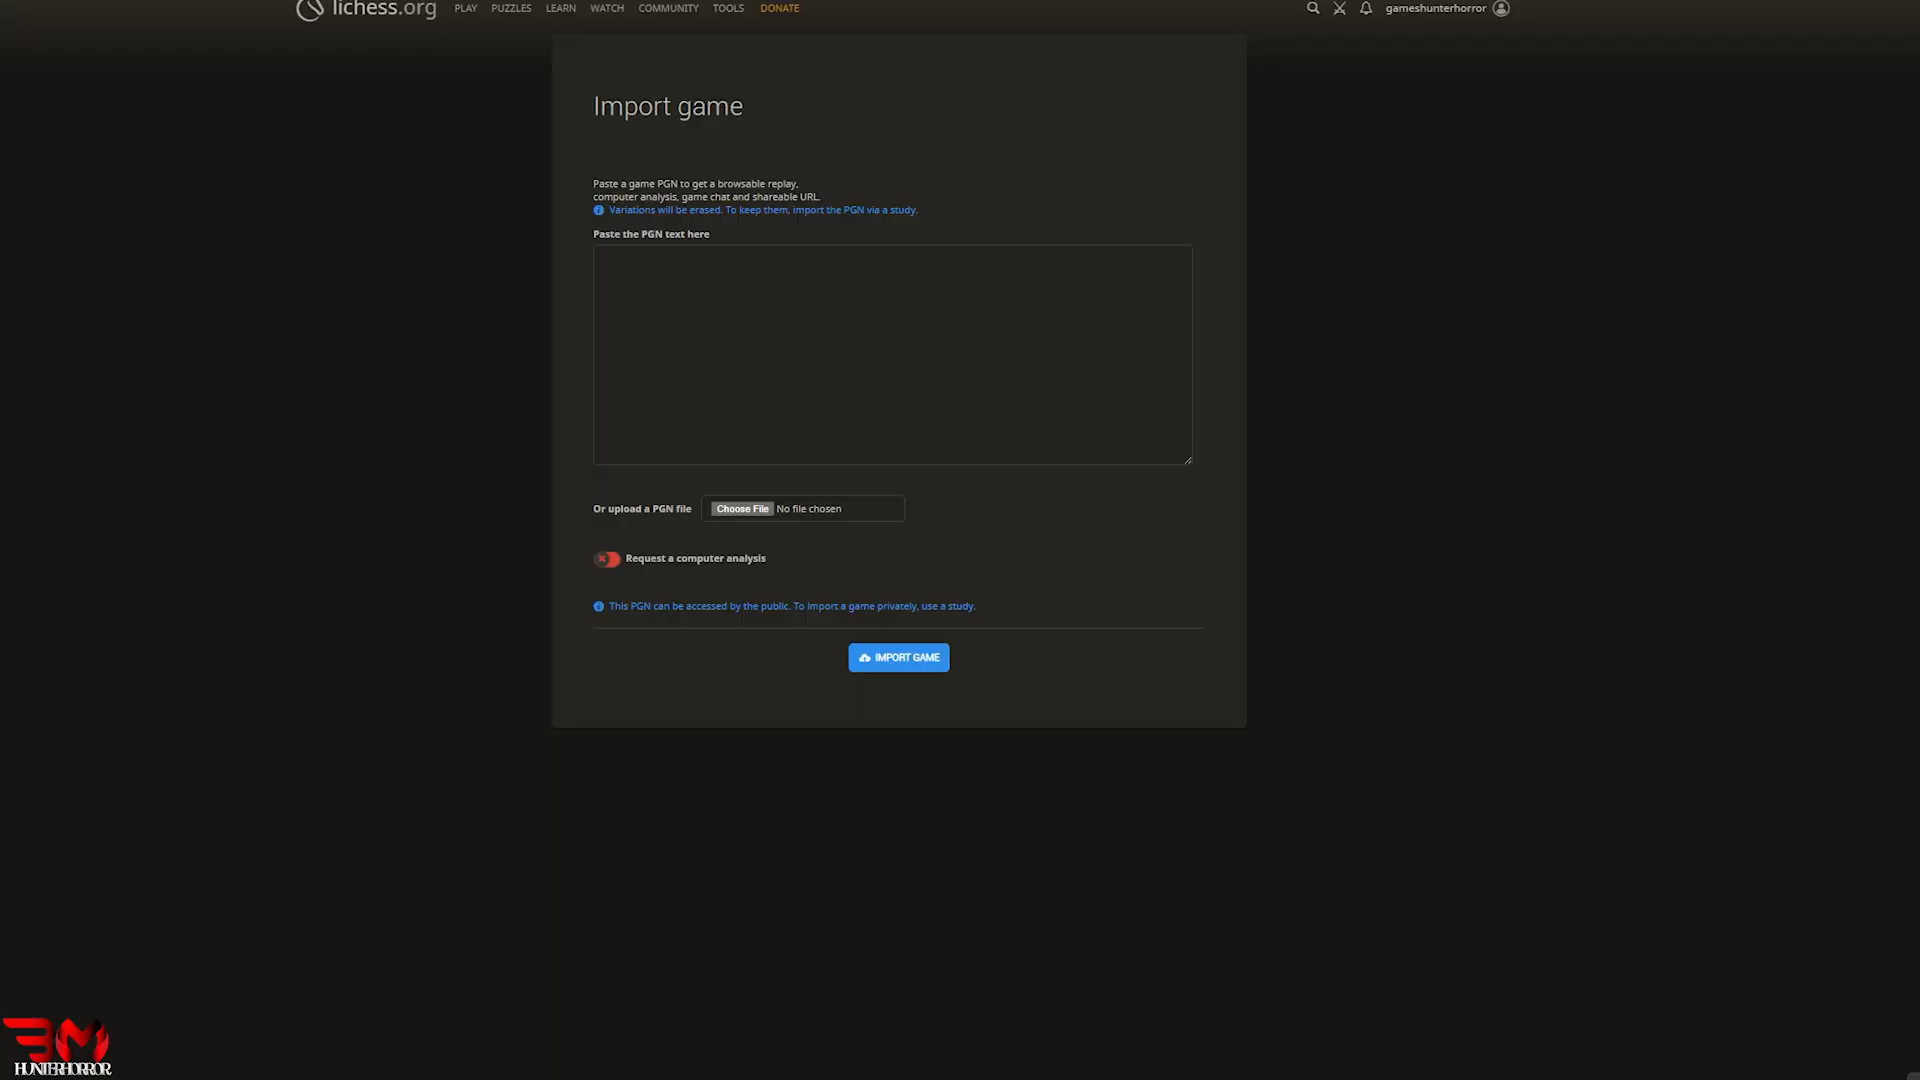 lichess.org PLAY PUZZLES LEARN WATCH COMMUNITY TOOLS DONATE gameshunterhorror
Import game
Paste a game PGN to get a browsable replay,
computer analysis, game chat and shareable URL.
Variations will be erased. To keep them, import the PGN via a study.
Paste the PGN text here
Or upload a PGN file Choose File No file chosen
Request a computer analysis
This PGN can be accessed by the public. To import a game privately, use a study.
IMPORT GAME
HUNTERHORROR